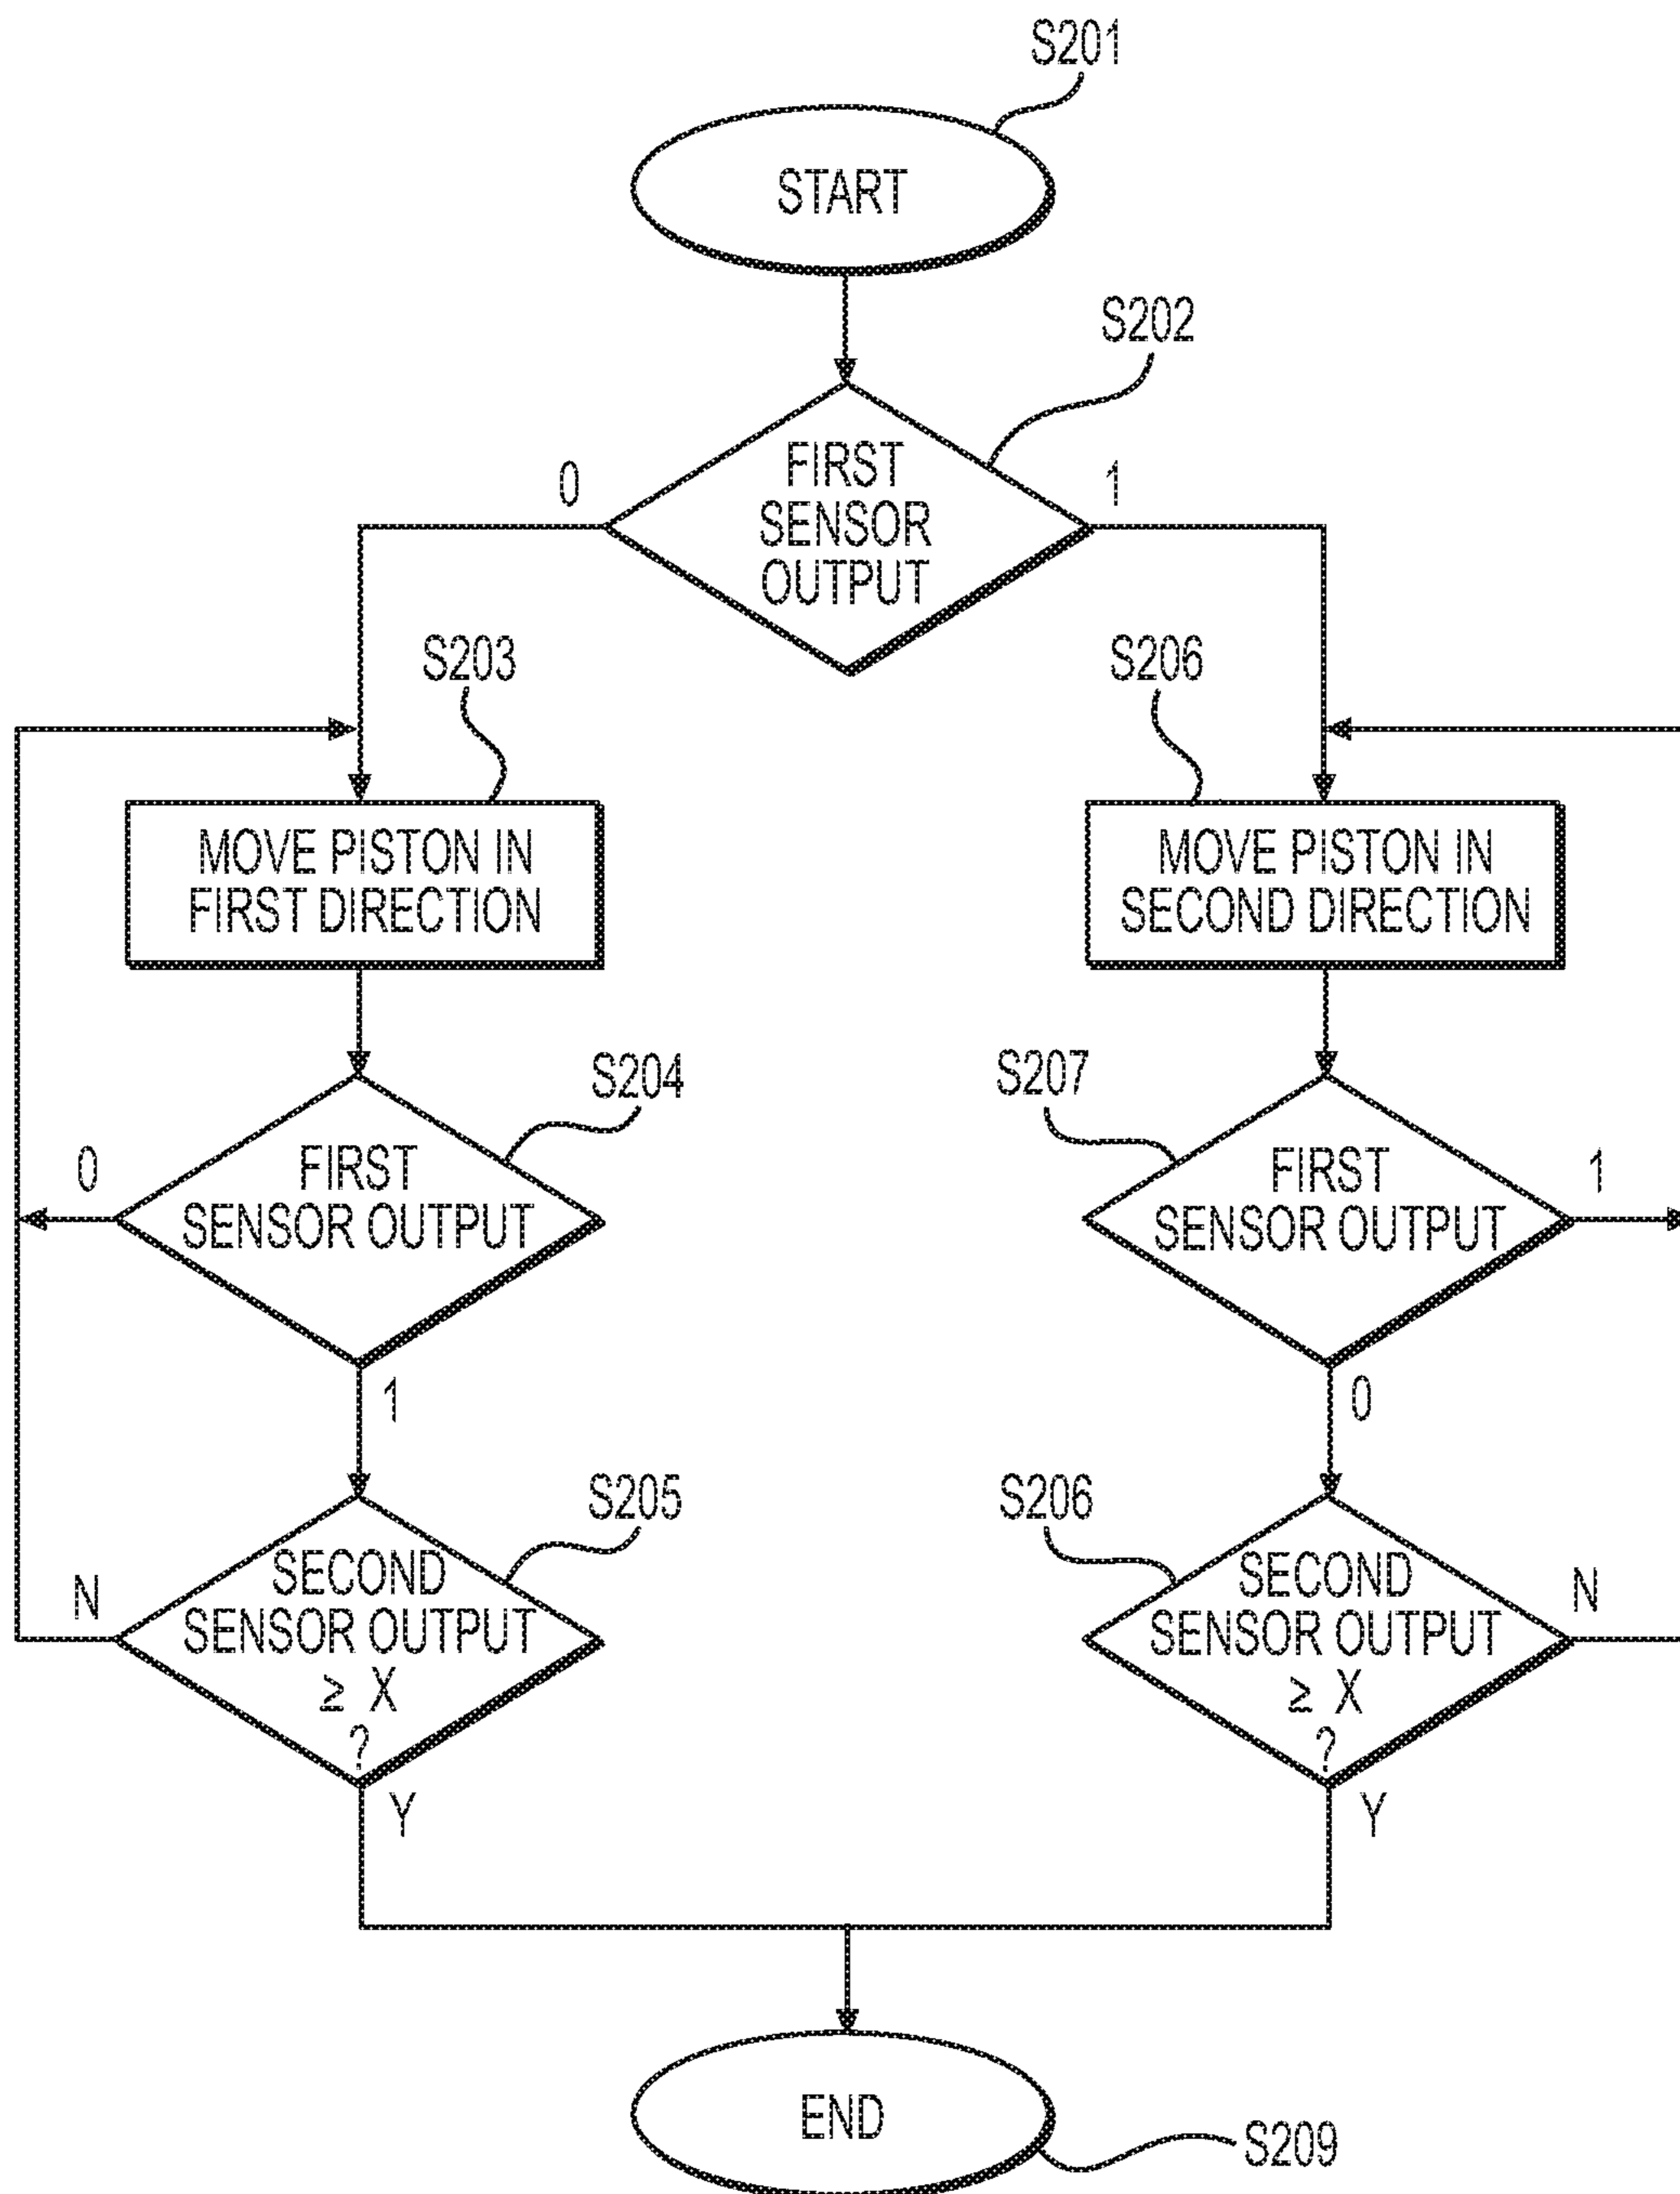 S201
START
S202
0
FIRST
SENSOR
OUTPUT
1
S203
S206
MOVE PISTON IN
FIRST DIRECTION
MOVE PISTON IN
SECOND DIRECTION
S204
S207
0
FIRST
SENSOR OUTPUT
FIRST
SENSOR OUTPUT
1
1
0
S205
S206
N
SECOND
SENSOR OUTPUT
≥ X
?
SECOND
SENSOR OUTPUT
≥ X
?
N
Y
Y
END
S209